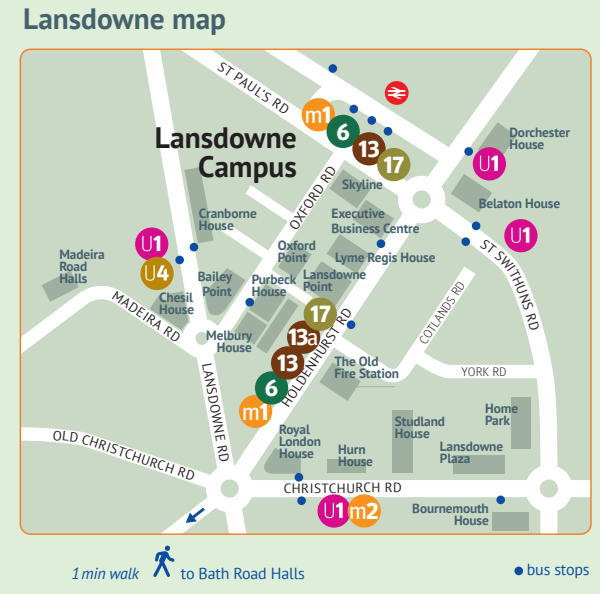 Lansdowne map
ST PAUL'S RD
m1
6
13
17
Lansdowne
Campus
Dorchester
House
U1
Skyline
Belaton House
U1
OXFORD RD
Executive
Business Centre
Cranborne
House
U1
U4
Oxford
Point
Lyme Regis House
ST SWITHUNS RD
Madeira
Road
Halls
Bailey
Point
Purbeck
House
Lansdowne
Point
Chesil
House
MADEIRA RD
17
13a
13
6
m1
HOLDENHURST RD
COTLANDS RD
Melbury
House
The Old
Fire Station
YORK RD
LANSDOWNE RD
Home
Park
Studland
House
Royal
London
House
Hurn
House
Lansdowne
Plaza
OLD CHRISTCHURCH RD
CHRISTCHURCH RD
U1
m2
Bournemouth
House
1 min walk to Bath Road Halls
bus stops